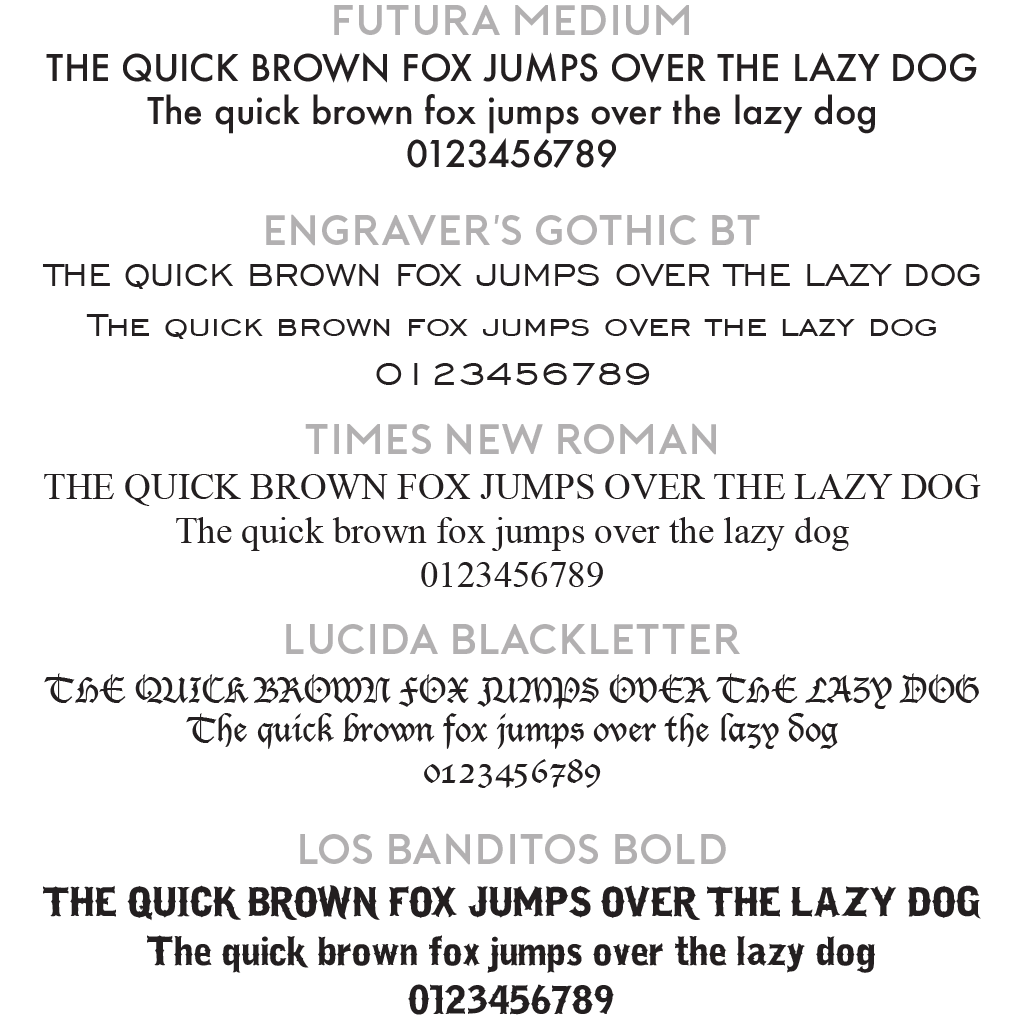 FUTURA MEDIUM
THE QUICK BROWN FOX JUMPS OVER THE LAZY DOG
The quick brown fox jumps over the lazy dog
0123456789
ENGRAVER'S GOTHIC BT
THE QUICK BROWN FOX JUMPS OVER THE LAZY DOG
The quick brown fox jumps over the lazy dog
0123456789
TIMES NEW ROMAN
THE QUICK BROWN FOX JUMPS OVER THE LAZY DOG
The quick brown fox jumps over the lazy dog
0123456789
LUCIDA BLACKLETTER
THE QUICK BROWN FOX JUMPS OVER THE LAZY DOG
The quick brown fox jumps over the lazy dog
0123456789
LOS BANDITOS BOLD
THE QUICK BROWN FOX JUMPS OVER THE LAZY DOG
The quick brown fox jumps over the lazy dog
0123456789